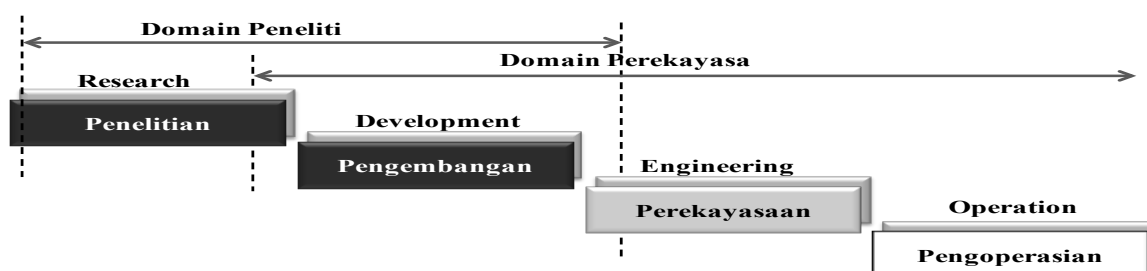 Domain Peneliti
Domain Perekayasa
Research
Penelitian
Development
Pengembangan
Engineering
Perekayasaan
Operation
Pengoperasian